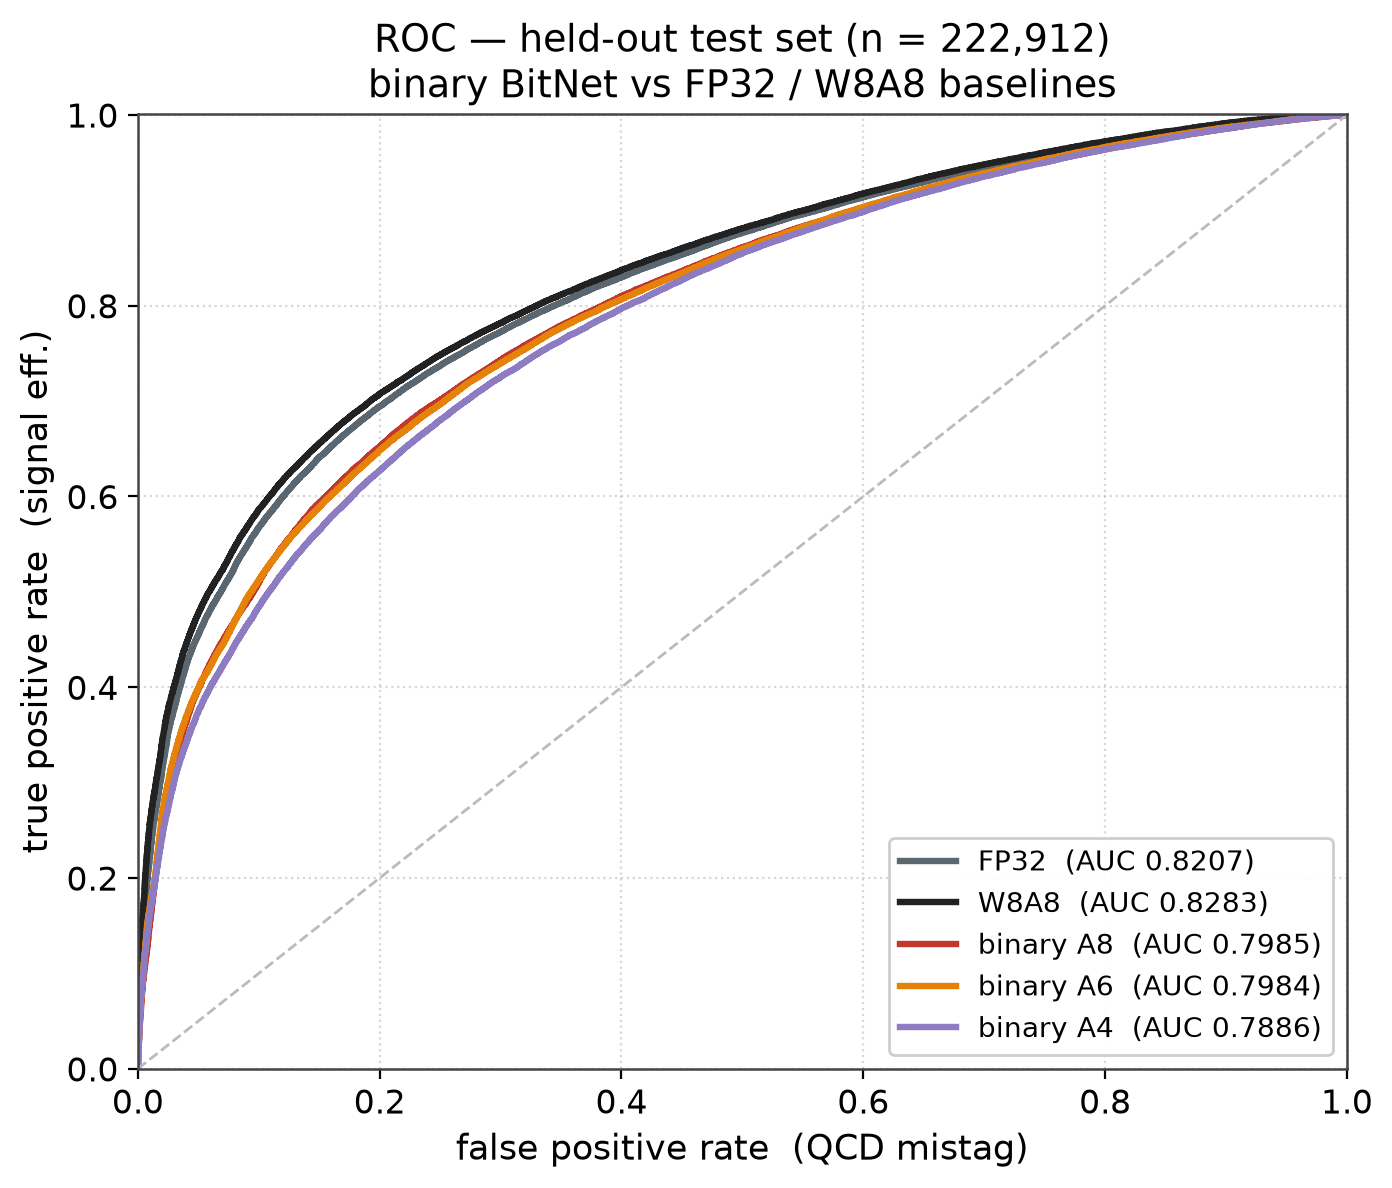 ROC — held-out test set (n = 222,912)
binary BitNet vs FP32 / W8A8 baselines
true positive rate  (signal eff.)
1.0
0.8
0.6
0.4
0.2
0.0
FP32  (AUC 0.8207)
W8A8  (AUC 0.8283)
binary A8  (AUC 0.7985)
binary A6  (AUC 0.7984)
binary A4  (AUC 0.7886)
0.0 0.2 0.4 0.6 0.8 1.0
false positive rate  (QCD mistag)